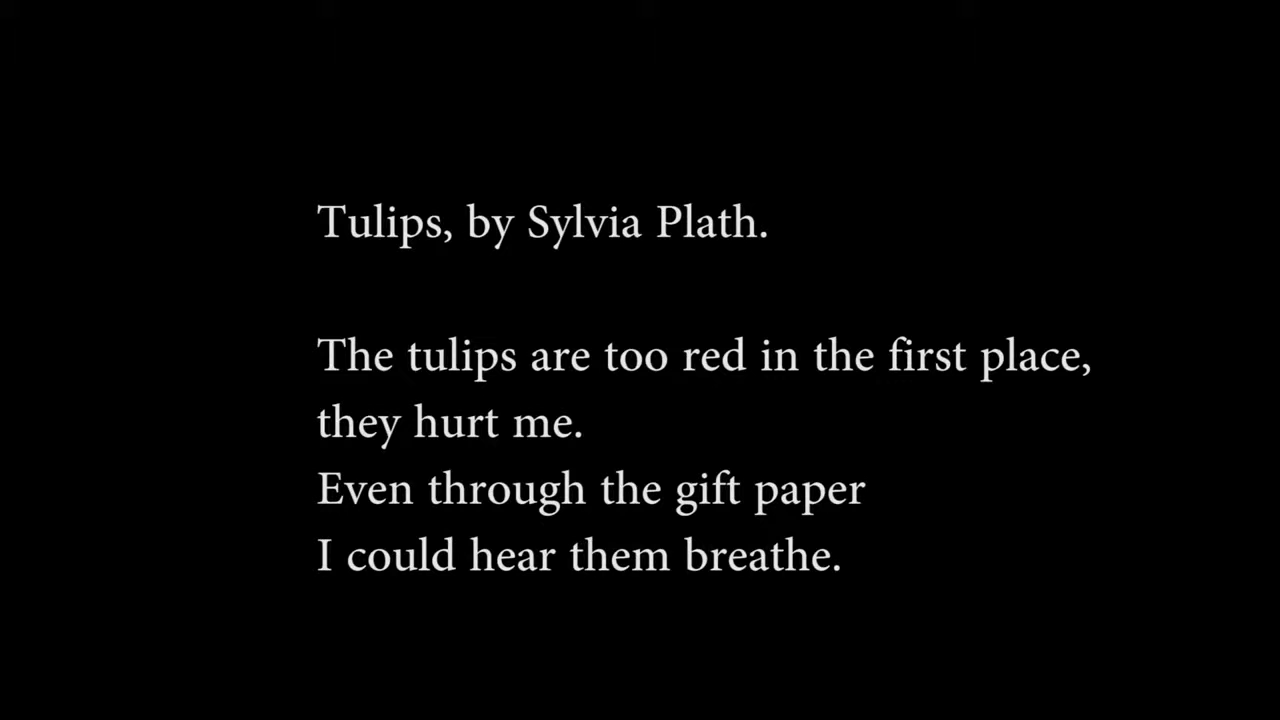 Tulips, by Sylvia Plath.
The tulips are too red in the first place,
they hurt me.
Even through the gift paper
I could hear them breathe.